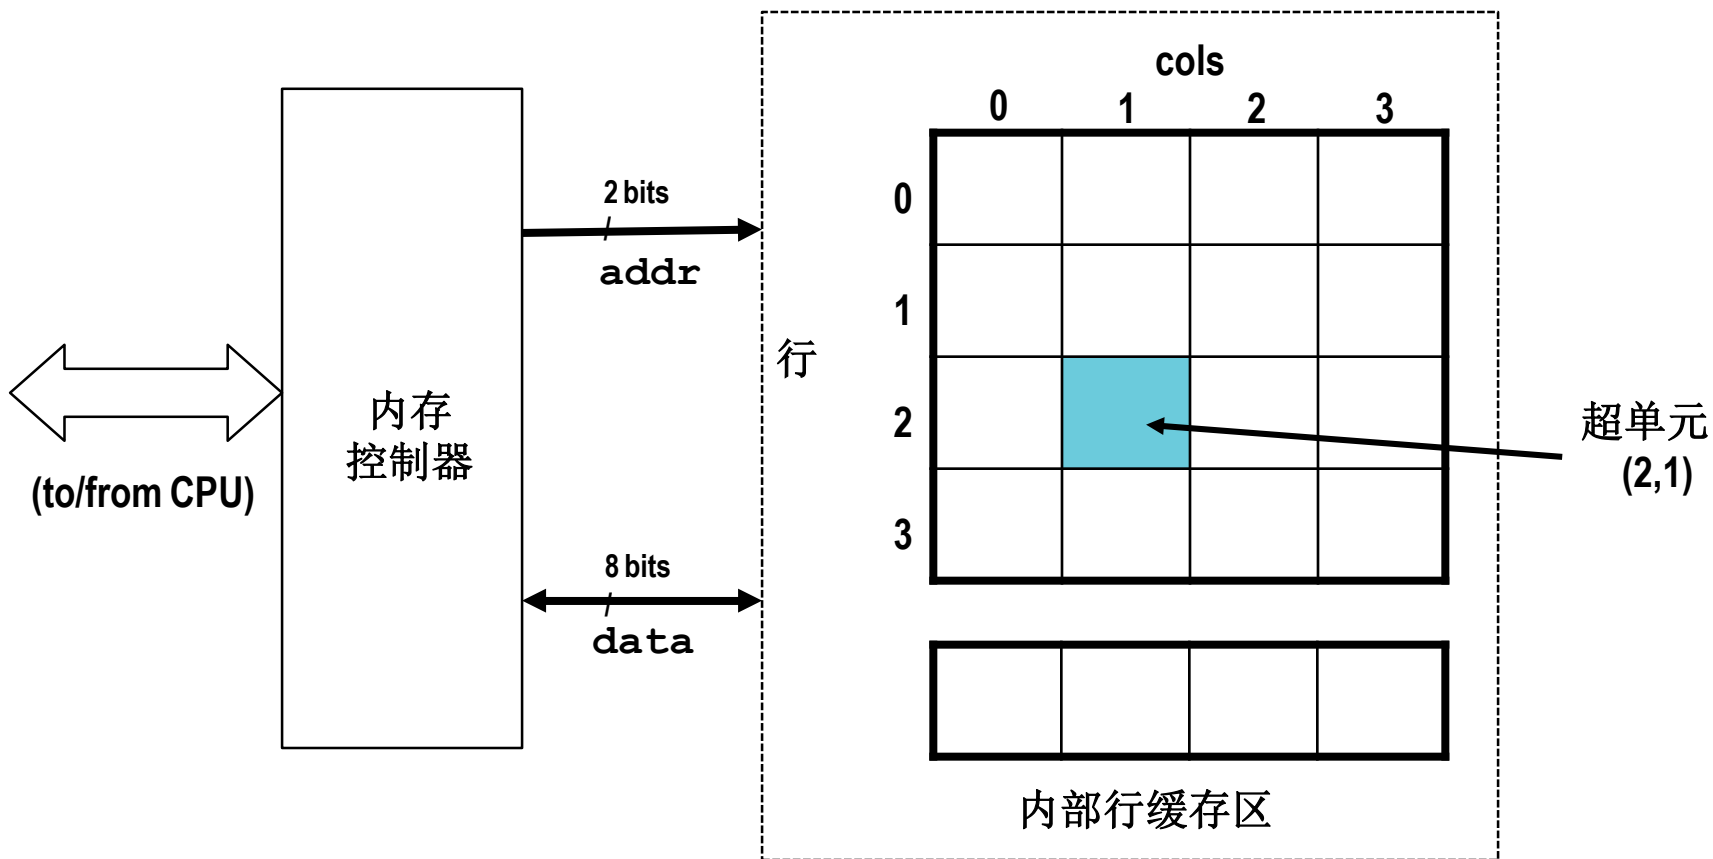 cols
0 1 2 3
0
1
2
3
行
2 bits
addr
8 bits
data
内存
控制器
(to/from CPU)
超单元
(2,1)
内部行缓存区